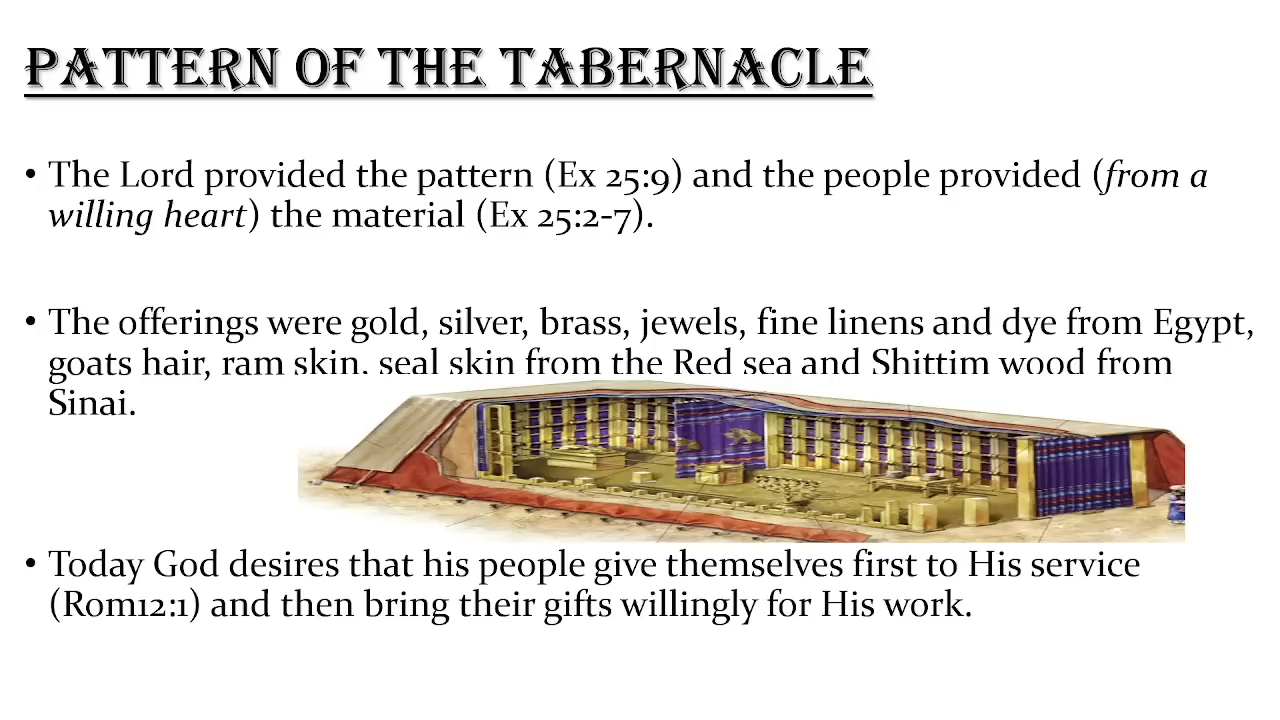 PATTERN OF THE TABERNACLE
• The Lord provided the pattern (Ex 25:9) and the people provided (from a
willing heart) the material (Ex 25:2-7).
• The offerings were gold, silver, brass, jewels, fine linens and dye from Egypt,
goats hair, ram skin, seal skin from the Red sea and Shittim wood from
Sinai.
• Today God desires that his people give themselves first to His service
(Rom12:1) and then bring their gifts willingly for His work.